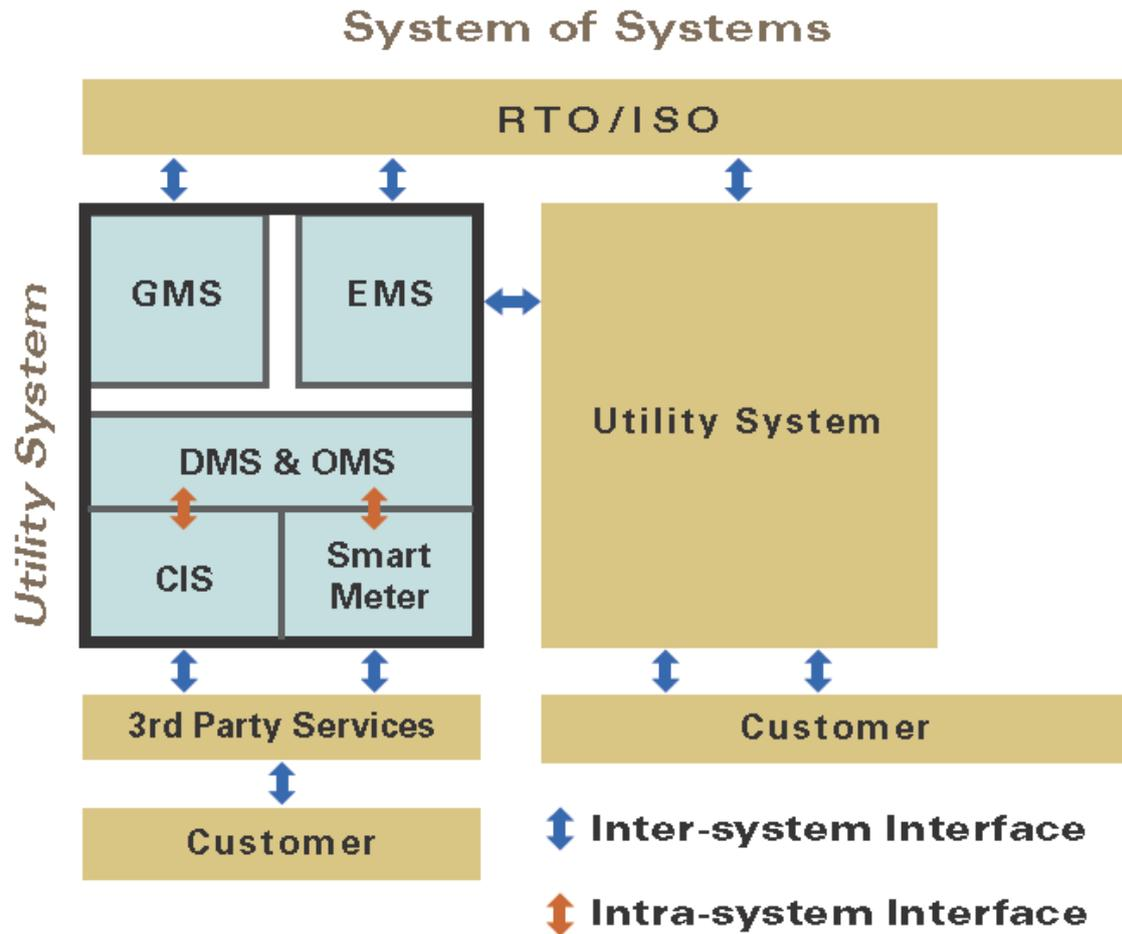 System of Systems
RTO/ISO
Utility System
GMS
EMS
DMS & OMS
CIS
Smart
Meter
Utility System
3rd Party Services
Customer
Customer
Inter-system Interface
Intra-system Interface